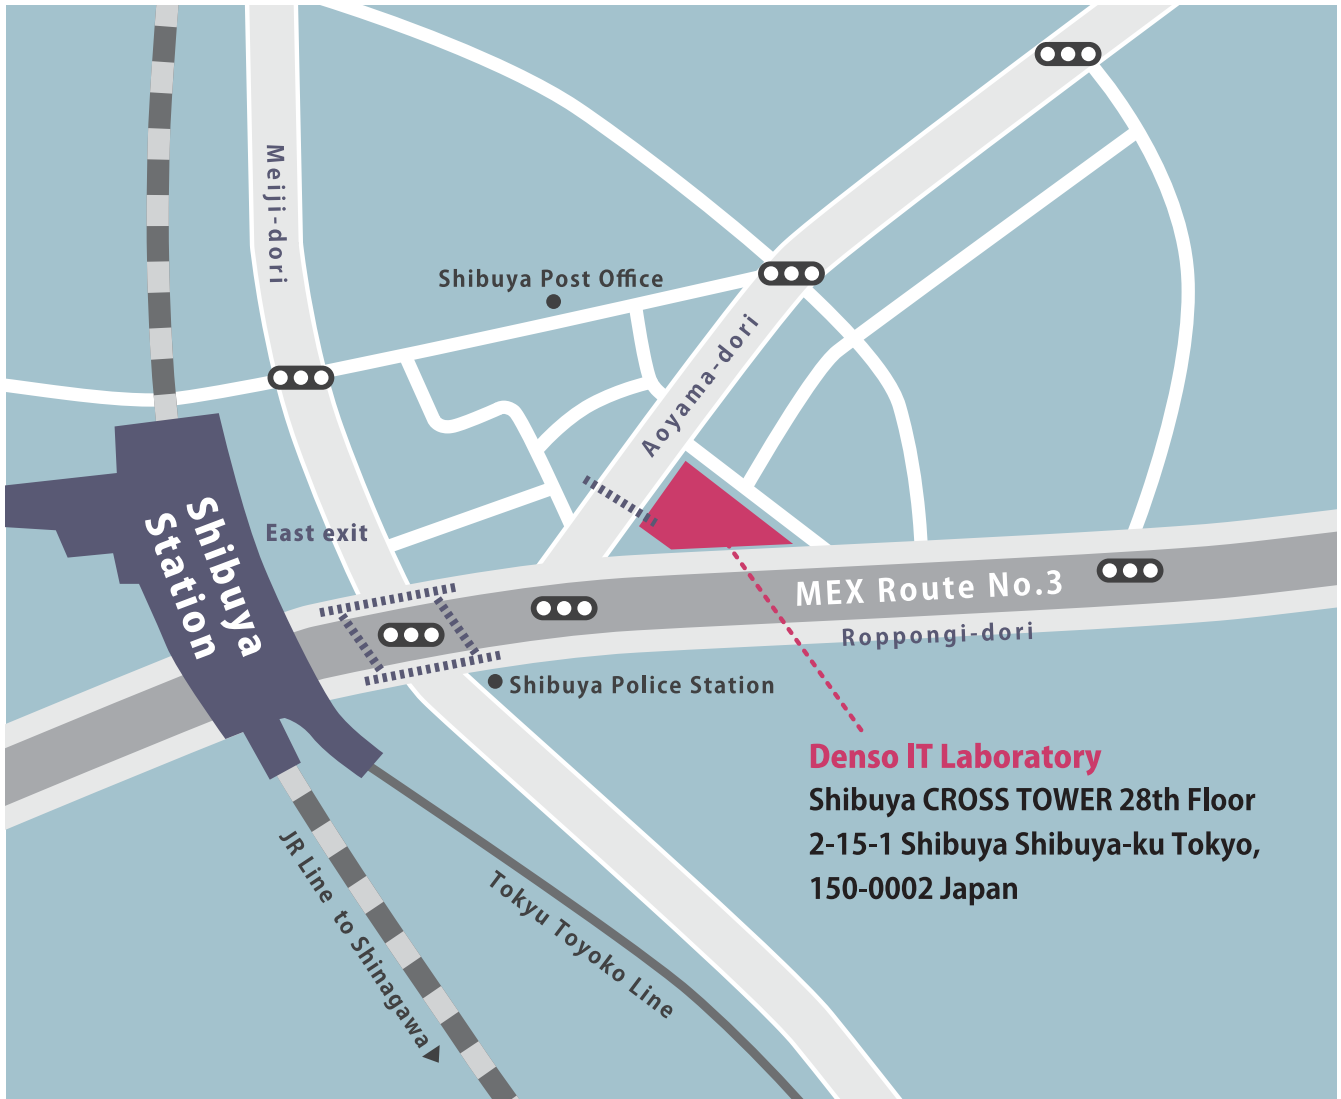 Meiji-dori
Shibuya Post Office
Aoyama-dori
Shibuya
Station
East exit
MEX Route No.3
Roppongi-dori
Shibuya Police Station
Denso IT Laboratory
Shibuya CROSS TOWER 28th Floor
2-15-1 Shibuya Shibuya-ku Tokyo,
150-0002 Japan
JR Line to Shinagawa
Tokyu Toyoko Line